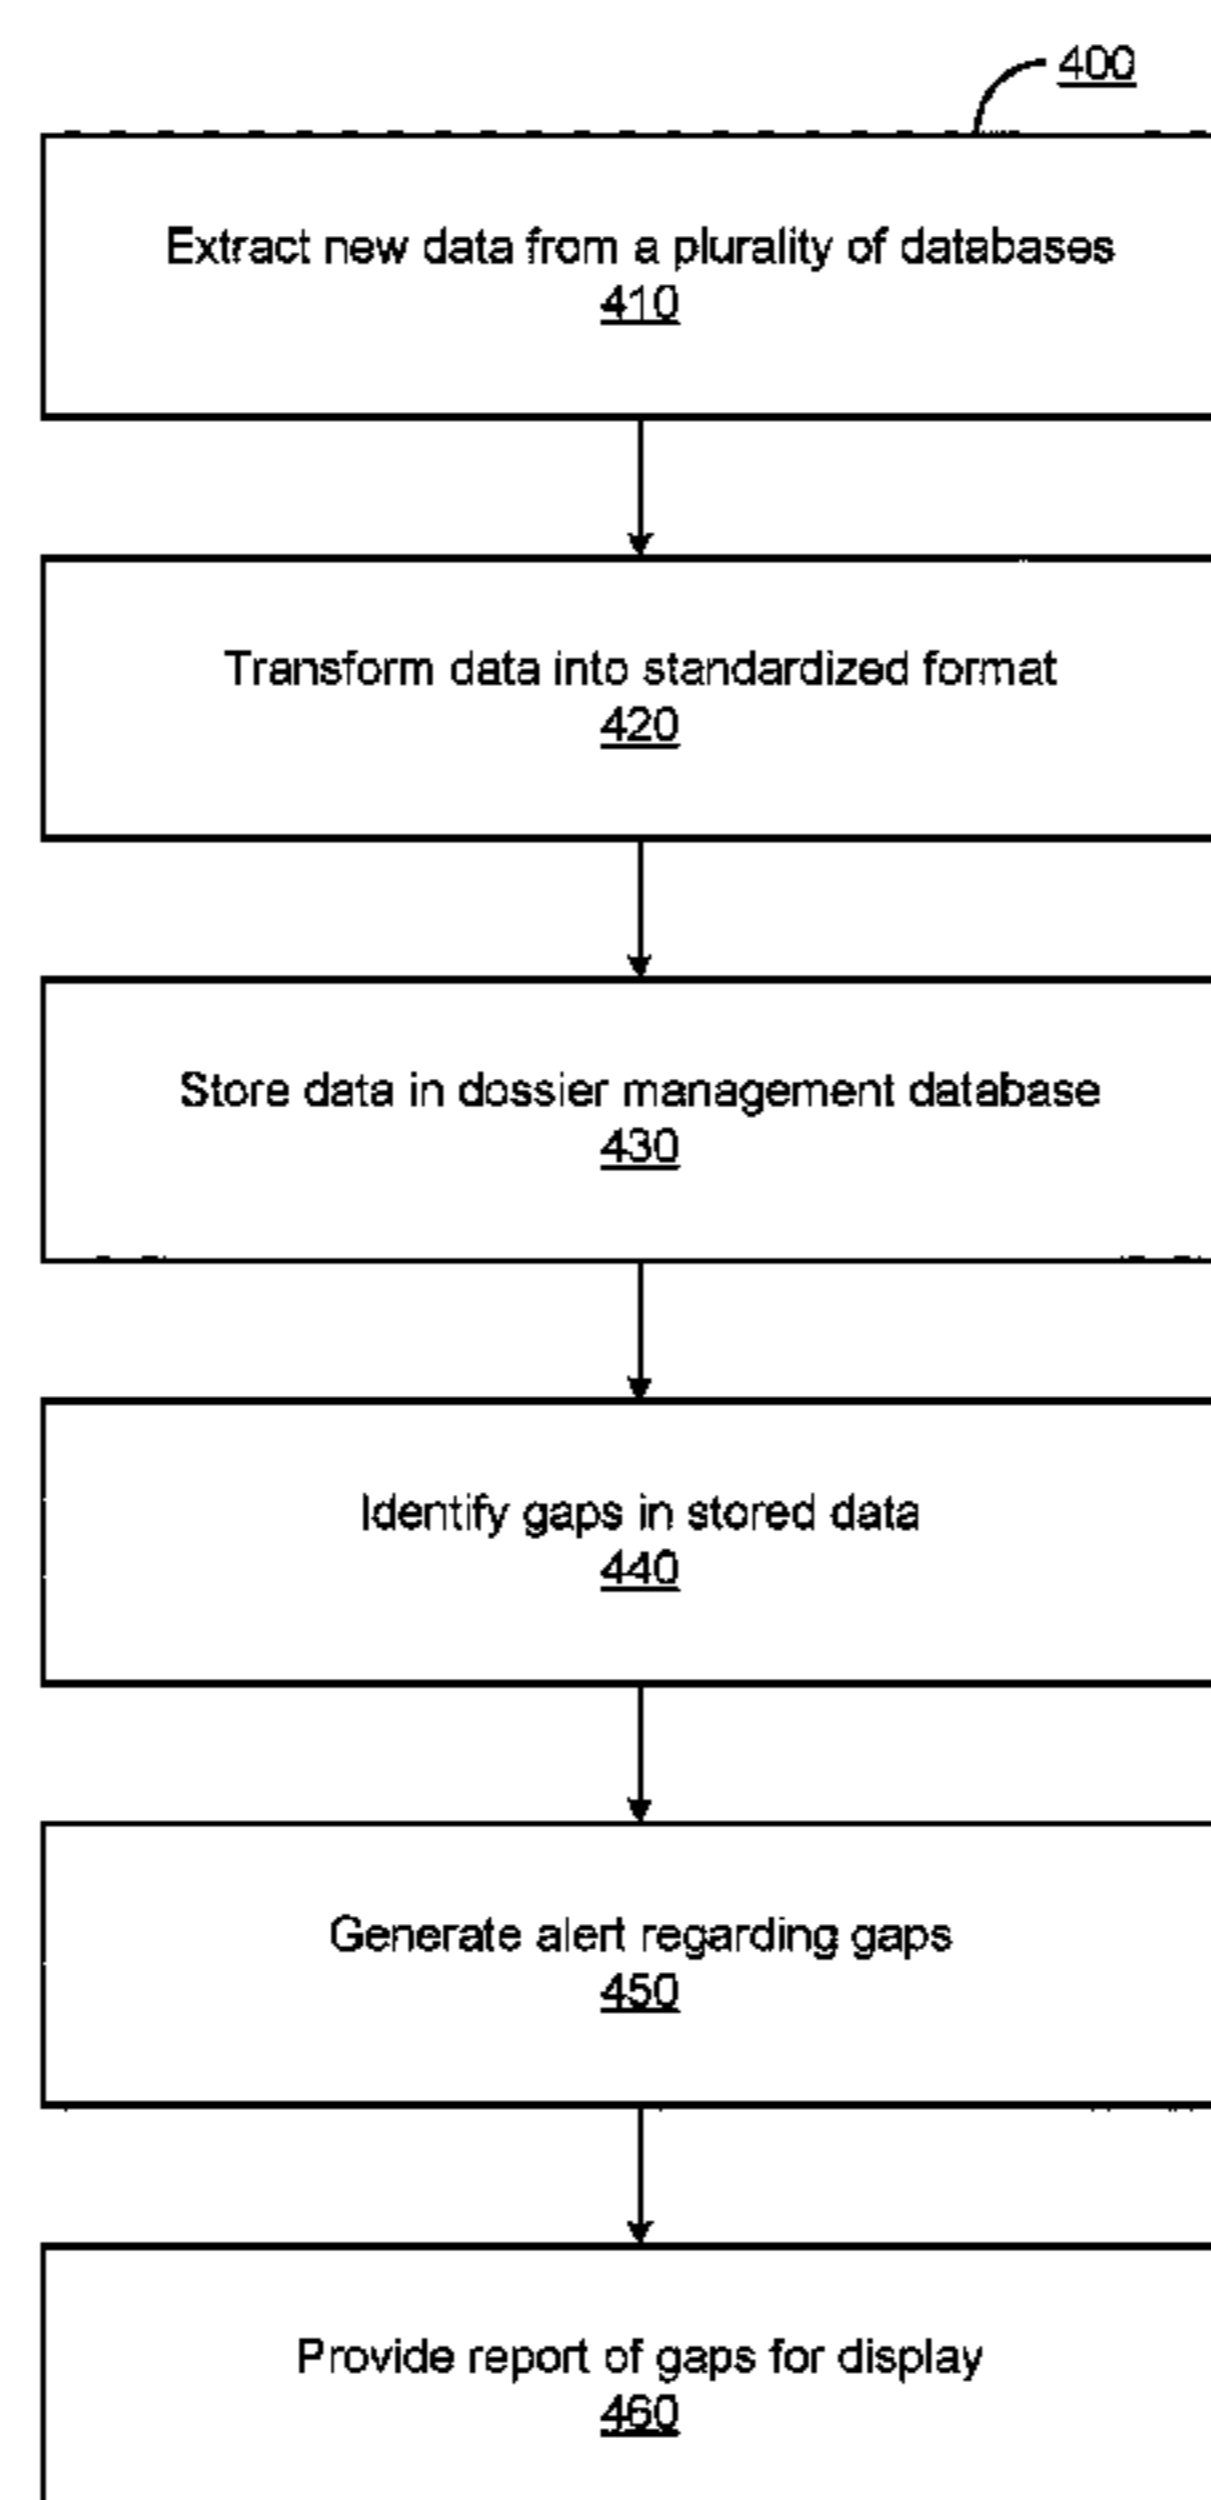 400
Extract new data from a plurality of databases
410
Transform data into standardized format
420
Store data in dossier management database
430
Identify gaps in stored data
440
Generate alert regarding gaps
450
Provide report of gaps for display
460